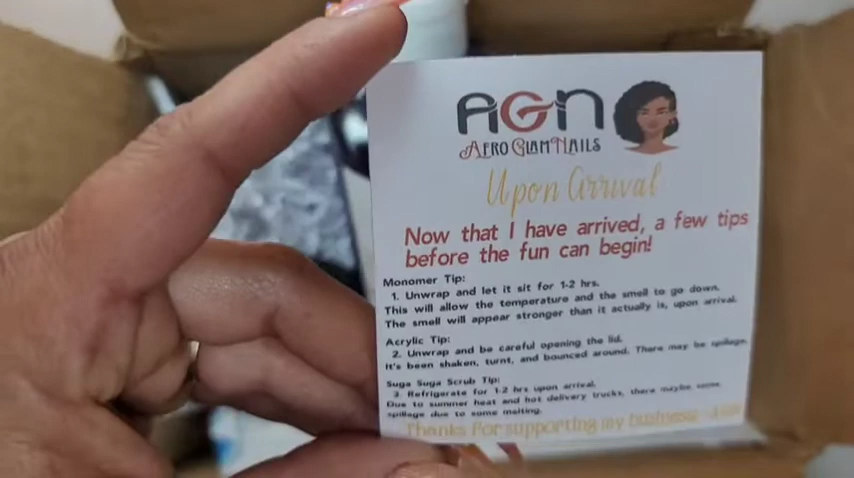 AGN
AFRO GLAM NAILS
Upon Arrival
Now that I have arrived, a few tips
before the fun can begin!
Monomer Tip:
1. Unwrap and let it sit for 1-2 hrs.
This will allow the temperature and the smell to go down.
The smell will appear stronger than it actually is, upon arrival.
Acrylic Tip:
2. Unwrap and be careful opening the lid.
It's been shaken, turnt, and bounced around. There may be spillage.
Suga Suga Scrub Tip:
3. Refrigerate for 1-2 hrs upon arrival.
Due to summer heat and hot delivery trucks, there maybe some
spillage due to some melting.
Thanks for supporting my business